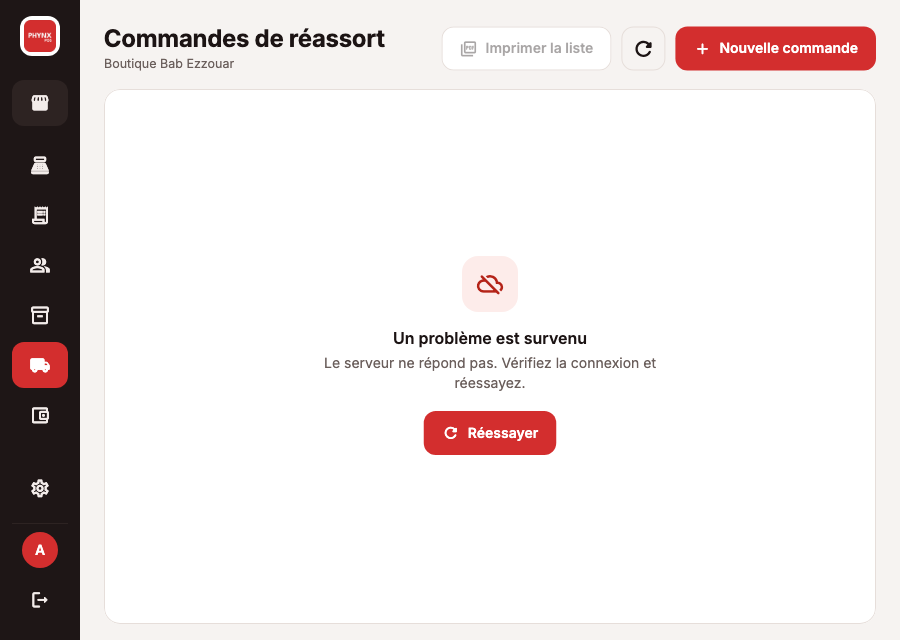 PHYNX
Commandes de réassort
Boutique Bab Ezzouar
Imprimer la liste
Nouvelle commande
Un problème est survenu
Le serveur ne répond pas. Vérifiez la connexion et
réessayez.
Réessayer
A